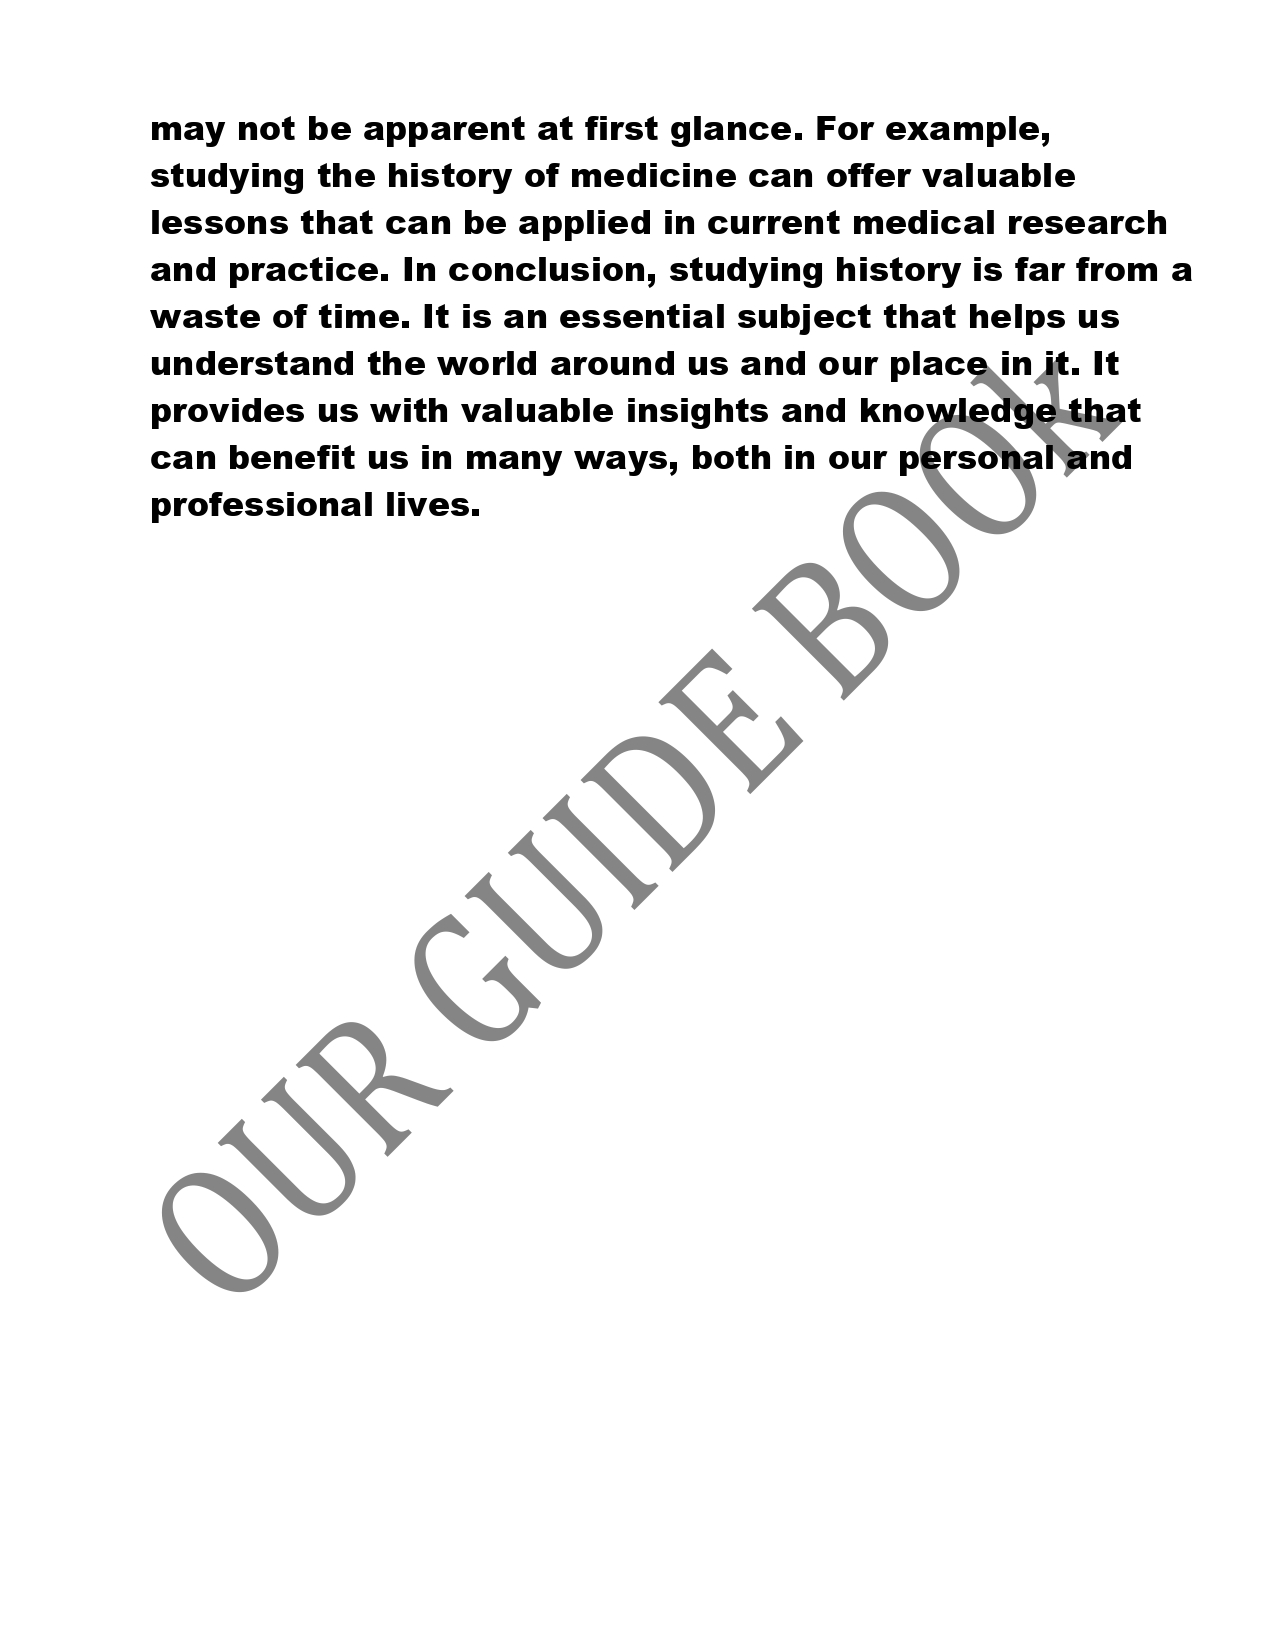 may not be apparent at first glance. For example,
studying the history of medicine can offer valuable
lessons that can be applied in current medical research
and practice. In conclusion, studying history is far from a
waste of time. It is an essential subject that helps us
understand the world around us and our place in it. It
provides us with valuable insights and knowledge that
can benefit us in many ways, both in our personal and
professional lives.
OUR GUIDE BOOk